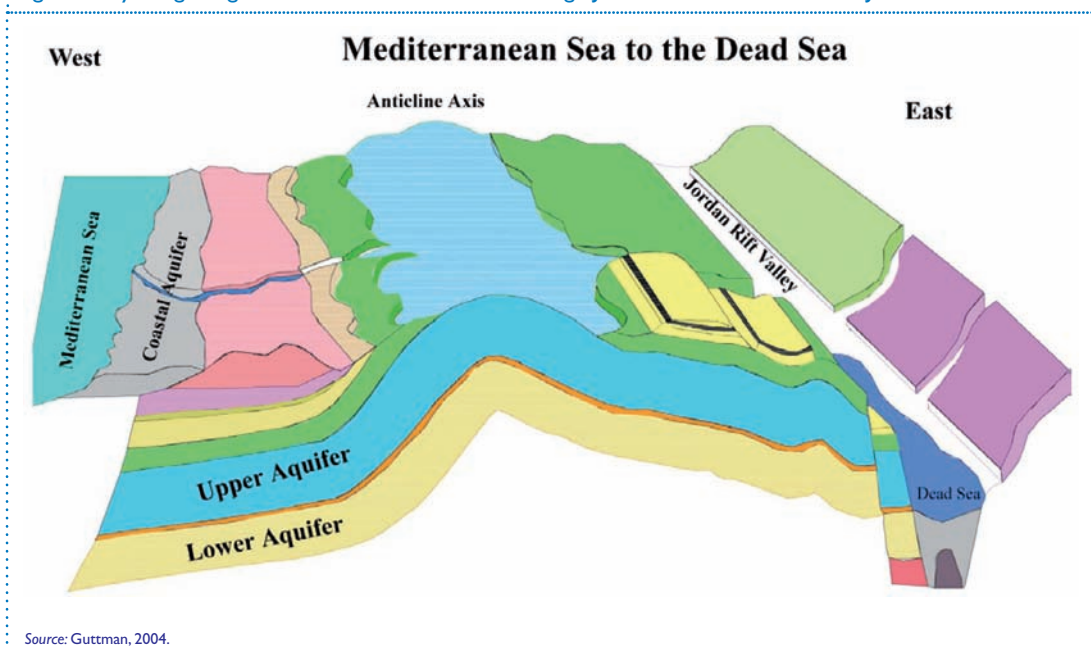 Mediterranean Sea to the Dead Sea
West
Anticline Axis
East
Jordan Rift Valley
Mediterranean Sea
Coastal Aquifer
Upper Aquifer
Lower Aquifer
Dead Sea
Source: Guttman, 2004.